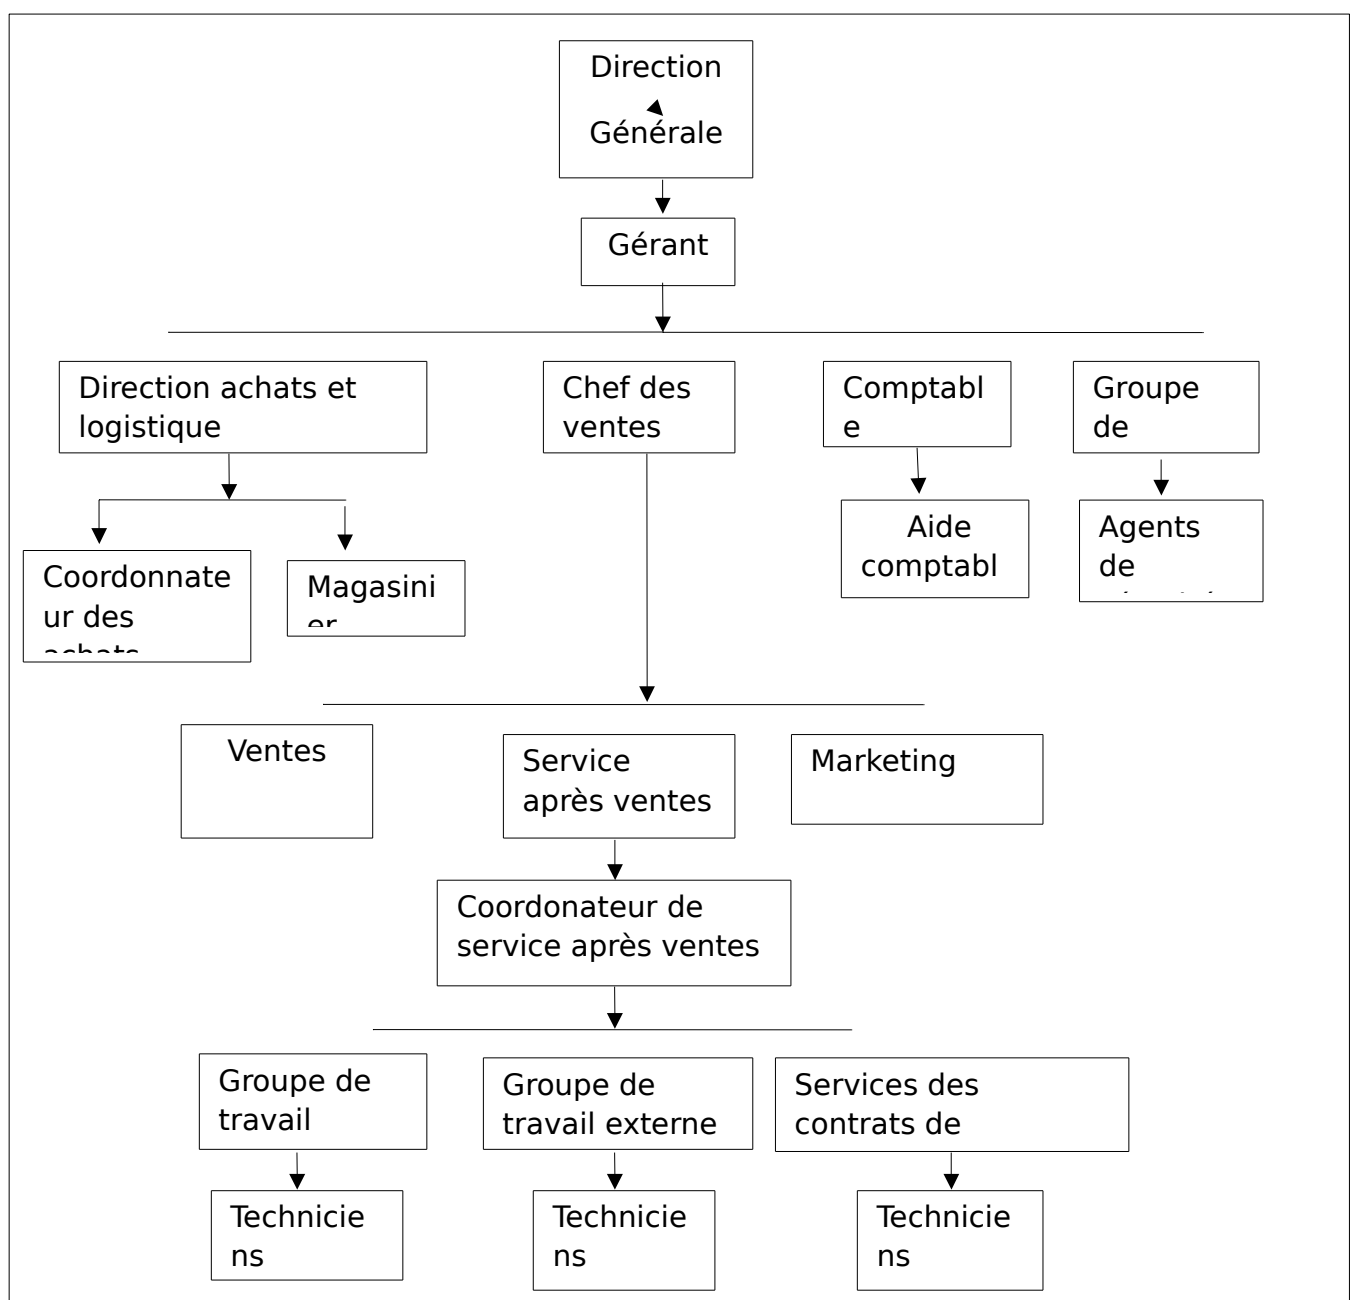 Direction
Générale
Gérant
Direction achats et
logistique
Chef des
ventes
Comptabl
e
Groupe
de
Aide
comptabl
Agents
de
Coordonnate
ur des
achats
Magasini
er
Ventes
Service
après ventes
Marketing
Coordonateur de
service après ventes
Groupe de
travail
Groupe de
travail externe
Services des
contrats de
Technicie
ns
Technicie
ns
Technicie
ns